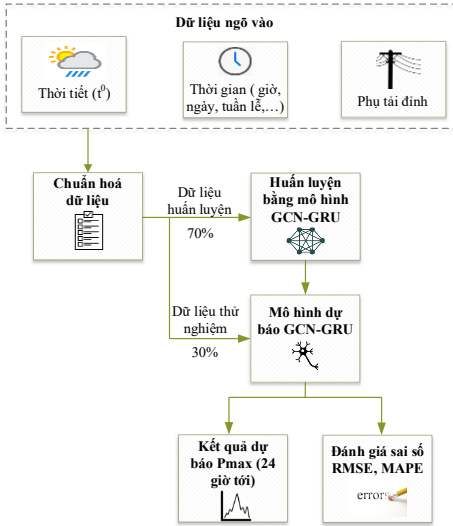 Dữ liệu ngõ vào
Thời tiết (t⁰)
Thời gian ( giờ,
ngày, tuần lễ,…)
Phụ tải đỉnh
Chuẩn hoá
dữ liệu
Dữ liệu
huấn luyện
70%
Huấn luyện
bằng mô hình
GCN-GRU
Dữ liệu thử
nghiệm
30%
Mô hình dự
báo GCN-GRU
Kết quả dự
báo Pmax (24
giờ tới)
Đánh giá sai số
RMSE, MAPE
errors